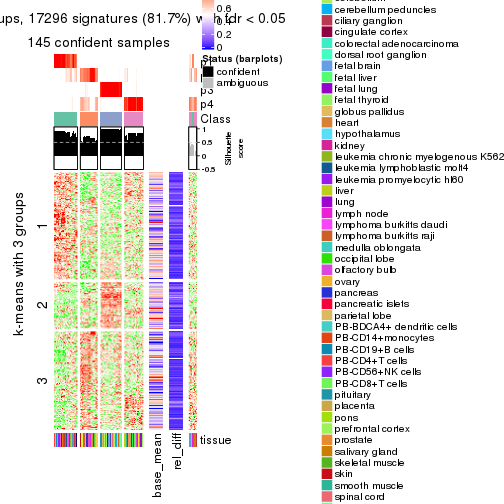 ups, 17296 signatures (81.7%) with fdr < 0.05
145 confident samples
0.6
0.4
0.2
0
Status (barplots)
confident
ambiguous
p3
p4
Class
1
0.5
0
-0.5
Silhouette
score
k-means with 3 groups
1
2
3
tissue
base_mean
rel_diff
cerebellum peduncles
ciliary ganglion
cingulate cortex
colorectal adenocarcinoma
dorsal root ganglion
fetal brain
fetal liver
fetal lung
fetal thyroid
globus pallidus
heart
hypothalamus
kidney
leukemia chronic myelogenous K562
leukemia lymphoblastic molt4
leukemia promyelocytic hl60
liver
lung
lymph node
lymphoma burkitts daudi
lymphoma burkitts raji
medulla oblongata
occipital lobe
olfactory bulb
ovary
pancreas
pancreatic islets
parietal lobe
PB-BDCA4+ dendritic cells
PB-CD14+monocytes
PB-CD19+B cells
PB-CD4+T cells
PB-CD56+NK cells
PB-CD8+T cells
pituitary
placenta
pons
prefrontal cortex
prostate
salivary gland
skeletal muscle
skin
smooth muscle
spinal cord